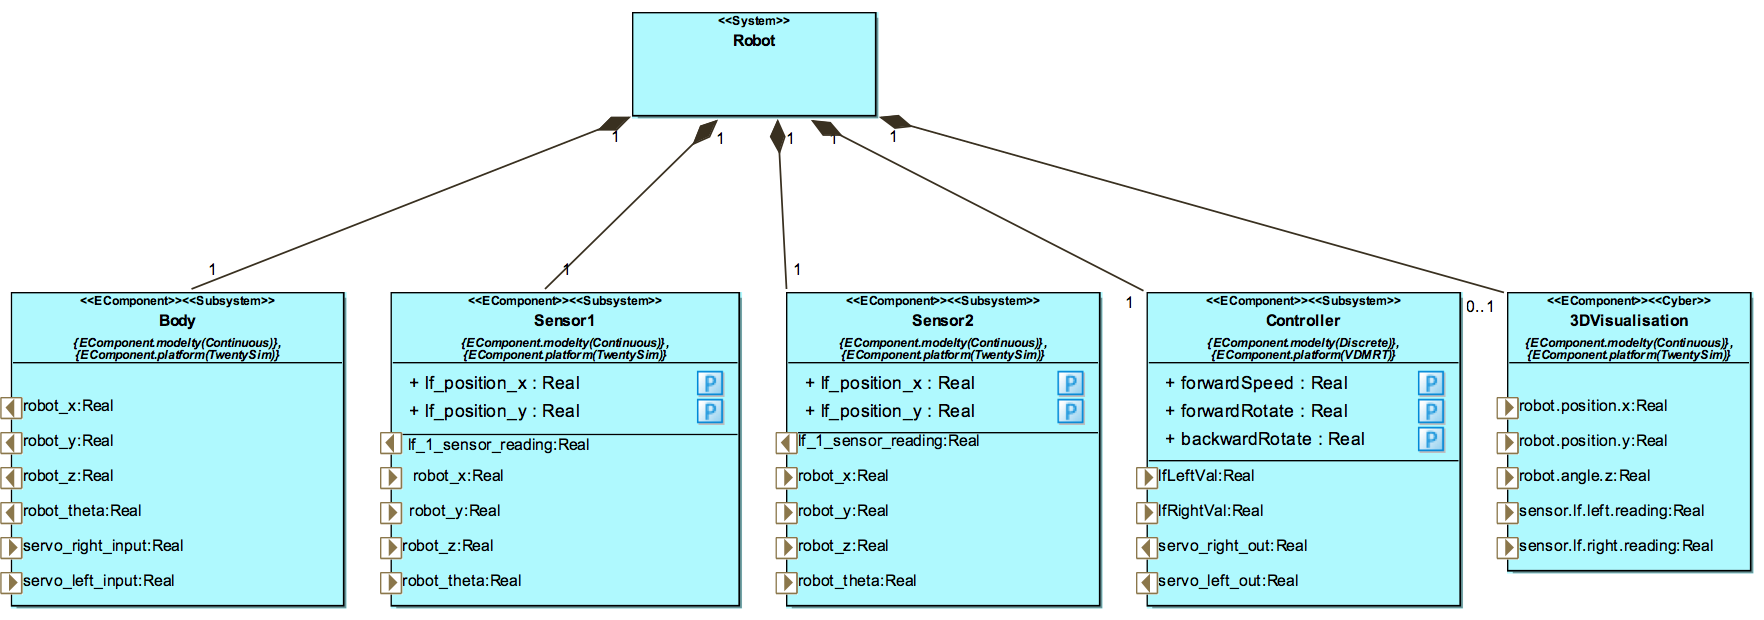 <<System>>
Robot
1
1
1
1
1
1
1
1
1
0..1
<<EComponent>><<Subsystem>>
Body
{EComponent.modelty(Continuous)},
{EComponent.platform(TwentySim)}
robot_x:Real
robot_y:Real
robot_z:Real
robot_theta:Real
servo_right_input:Real
servo_left_input:Real
<<EComponent>><<Subsystem>>
Sensor1
{EComponent.modelty(Continuous)},
{EComponent.platform(TwentySim)}
+ lf_position_x : Real P
+ lf_position_y : Real P
lf_1_sensor_reading:Real
robot_x:Real
robot_y:Real
robot_z:Real
robot_theta:Real
<<EComponent>><<Subsystem>>
Sensor2
{EComponent.modelty(Continuous)},
{EComponent.platform(TwentySim)}
+ lf_position_x : Real P
+ lf_position_y : Real P
lf_1_sensor_reading:Real
robot_x:Real
robot_y:Real
robot_z:Real
robot_theta:Real
<<EComponent>><<Subsystem>>
Controller
{EComponent.modelty(Discrete)},
{EComponent.platform(VDMRT)}
+ forwardSpeed : Real P
+ forwardRotate : Real P
+ backwardRotate : Real P
lfLeftVal:Real
lfRightVal:Real
servo_right_out:Real
servo_left_out:Real
<<EComponent>><<Cyber>>
3DVisualisation
{EComponent.modelty(Continuous)},
{EComponent.platform(TwentySim)}
robot.position.x:Real
robot.position.y:Real
robot.angle.z:Real
sensor.lf.left.reading:Real
sensor.lf.right.reading:Real